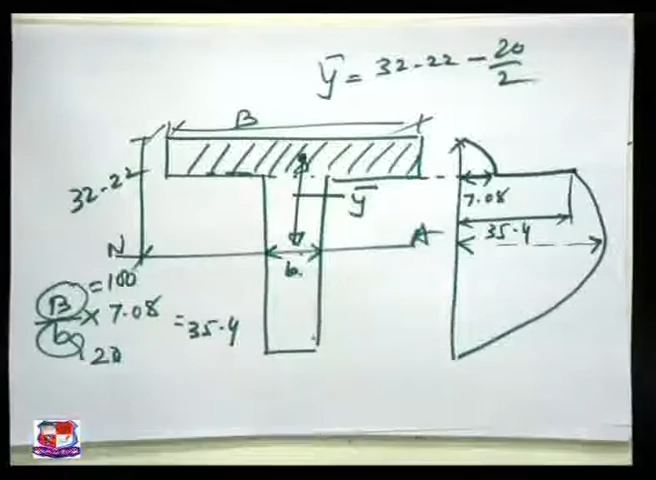 ȳ = 32.22 - 20/2
B
32.22
ȳ
7.08
35.4
N
A
b
B/b × 7.08 = 35.4
= 100
20